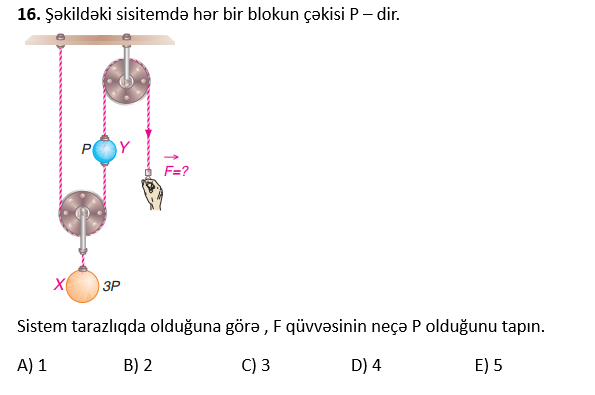 16. Şəkildəki sisitemdə hər bir blokun çəkisi P – dir.
P Y
F=?
X 3P
Sistem tarazlıqda olduğuna görə , F qüvvəsinin neçə P olduğunu tapın.
A) 1 B) 2 C) 3 D) 4 E) 5